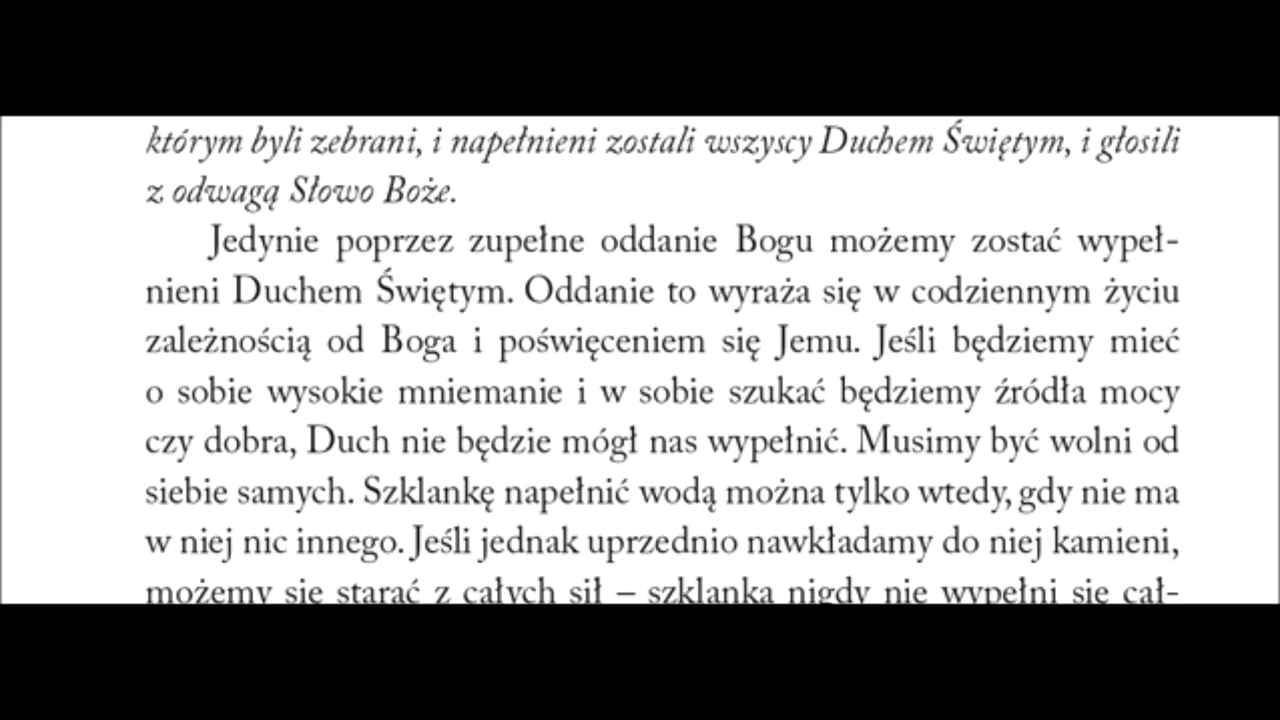 którym byli zebrani, i napełnieni zostali wszyscy Duchem Świętym, i głosili
z odwagą Słowo Boże.
Jedynie poprzez zupełne oddanie Bogu możemy zostać wypeł-
nieni Duchem Świętym. Oddanie to wyraża się w codziennym życiu
zależnością od Boga i poświęceniem się Jemu. Jeśli będziemy mieć
o sobie wysokie mniemanie i w sobie szukać będziemy źródła mocy
czy dobra, Duch nie będzie mógł nas wypełnić. Musimy być wolni od
siebie samych. Szklankę napełnić wodą można tylko wtedy, gdy nie ma
w niej nic innego. Jeśli jednak uprzednio nawkładamy do niej kamieni,
możemy się starać z całych sił – szklanka nigdy nie wypełni się cał-